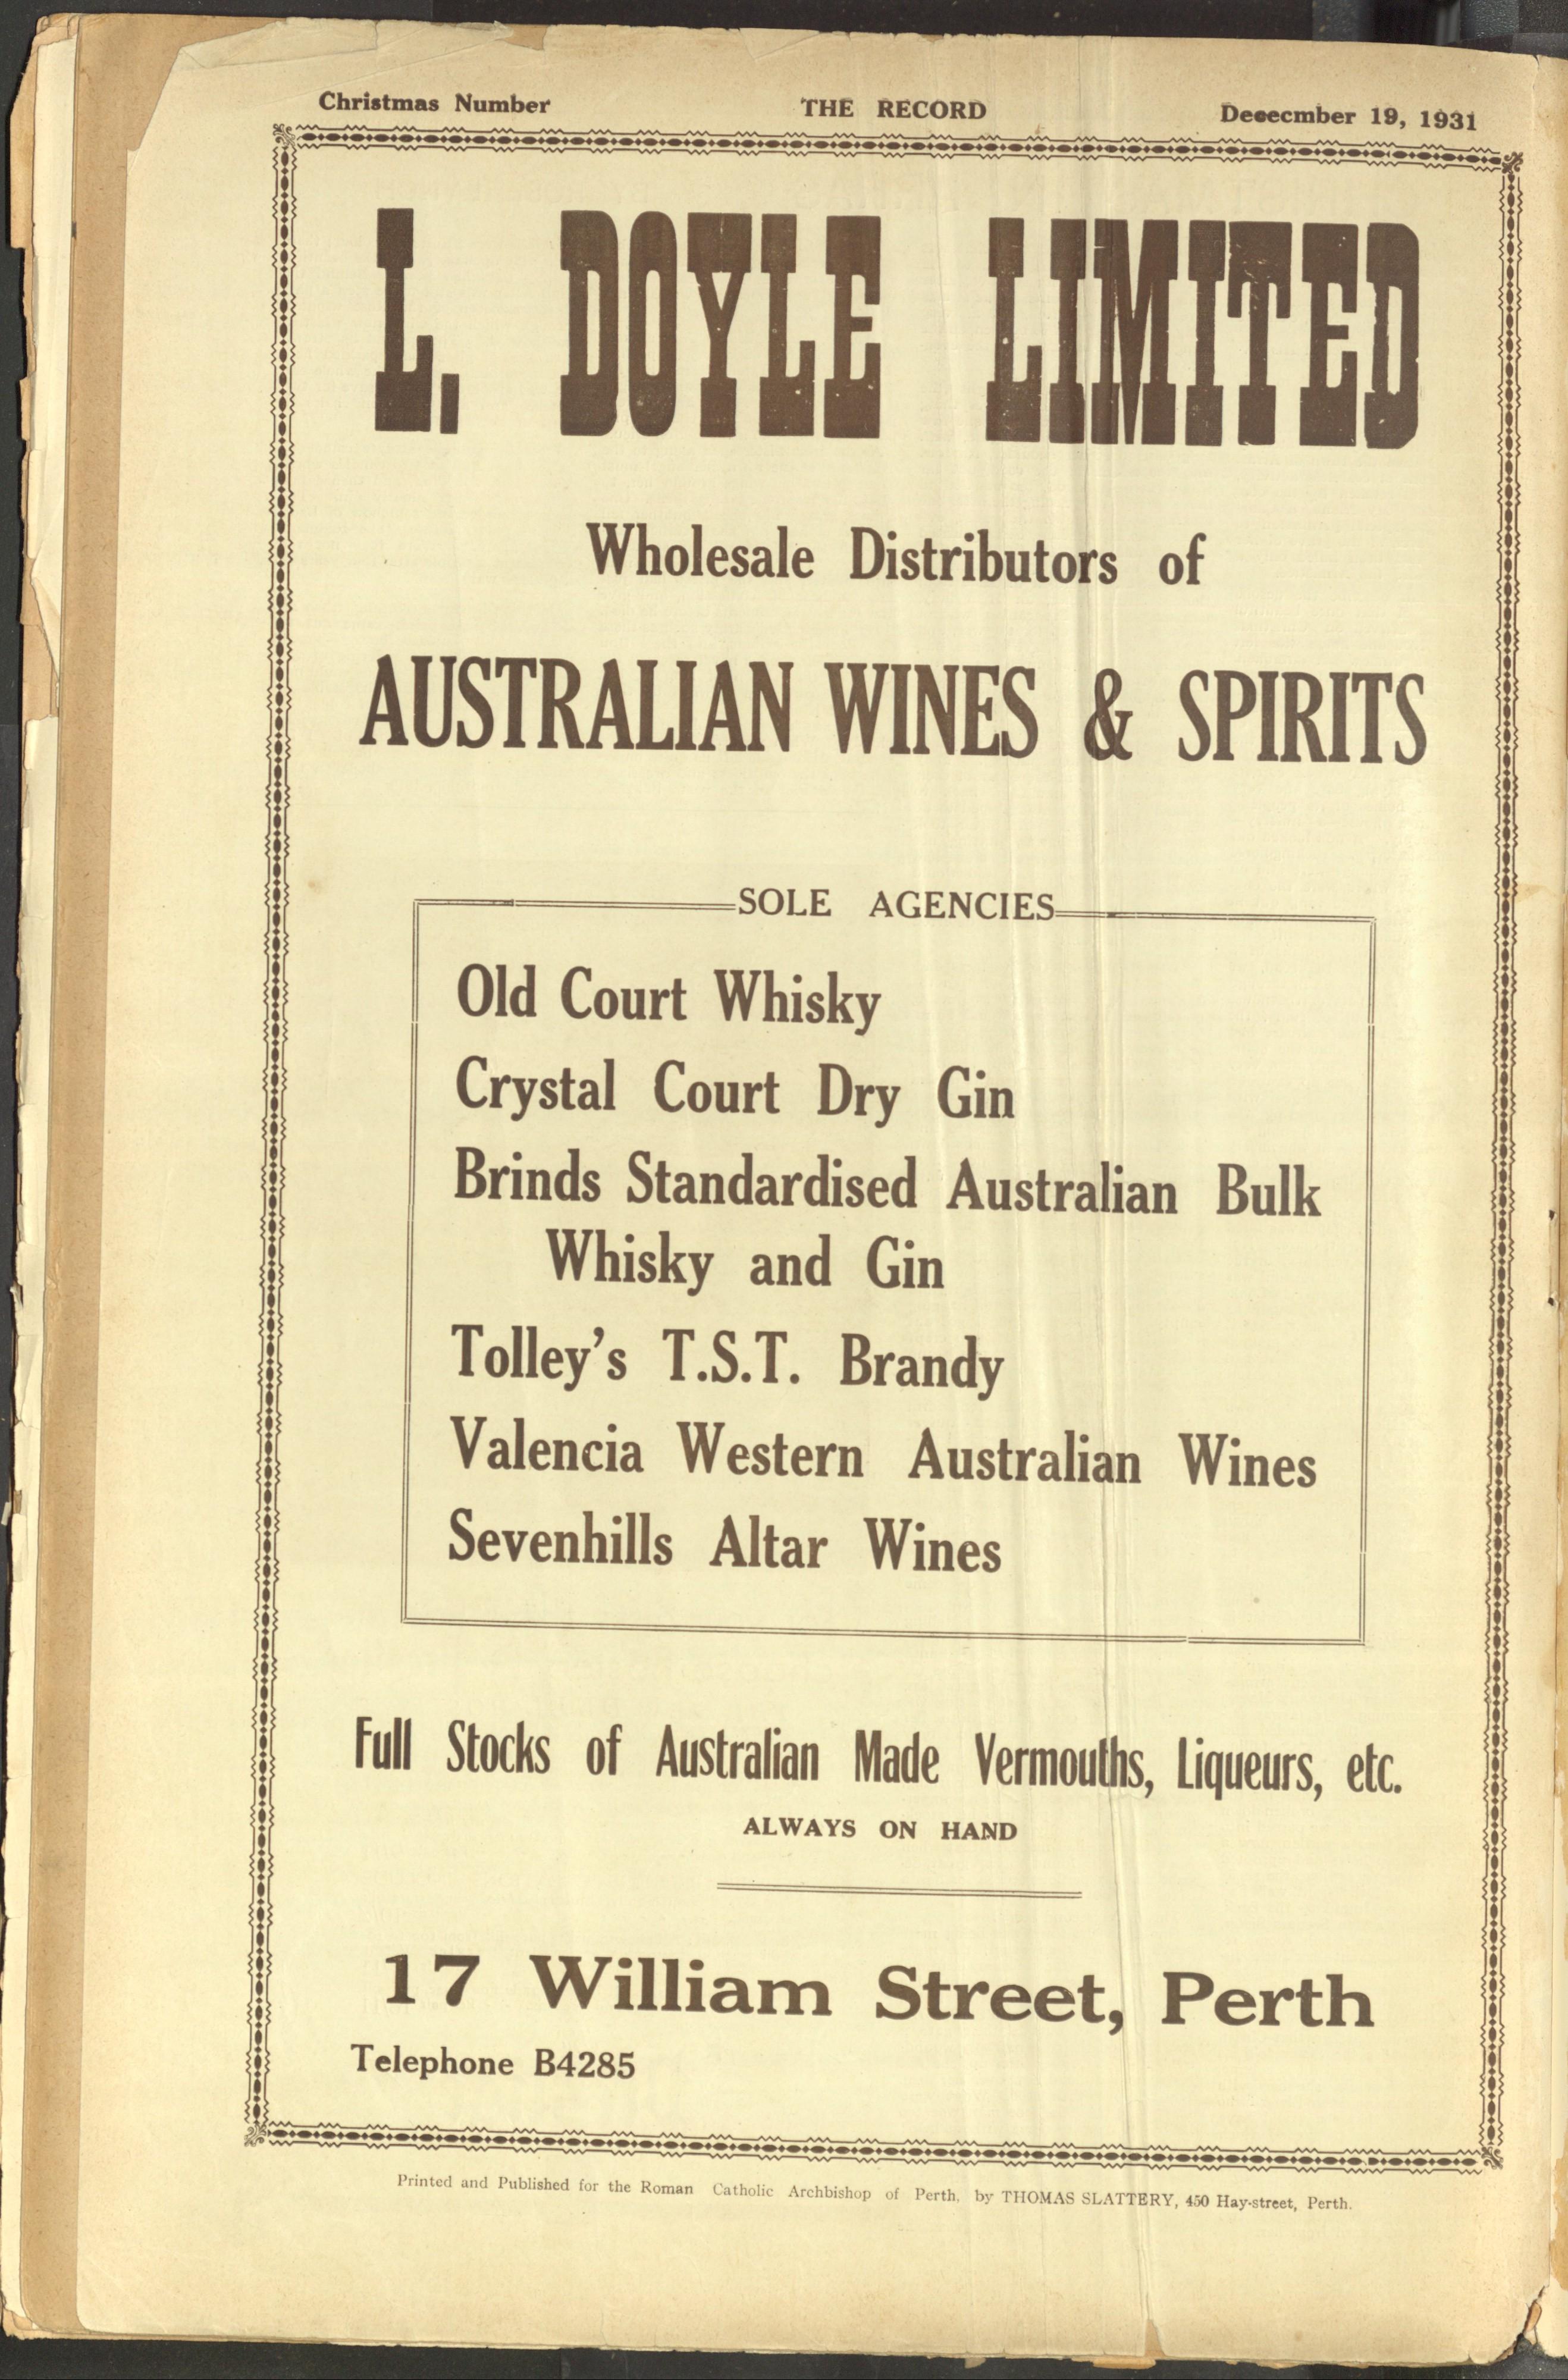 Christmas Number THE RECORD Deeecmber 19, 1931
L. DOYLE LIMITED
Wholesale Distributors of
AUSTRALIAN WINES & SPIRITS
SOLE AGENCIES
Old Court Whisky
Crystal Court Dry Gin
Brinds Standardised Australian Bulk
Whisky and Gin
Tolley's T.S.T. Brandy
Valencia Western Australian Wines
Sevenhills Altar Wines
Full Stocks of Australian Made Vermouths, Liqueurs, etc.
ALWAYS ON HAND
17 William Street, Perth
Telephone B4285
Printed and Published for the Roman Catholic Archbishop of Perth, by THOMAS SLATTERY, 450 Hay-street, Perth.